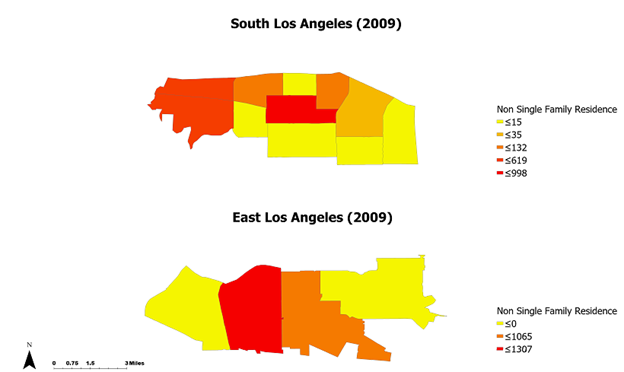 South Los Angeles (2009)
Non Single Family Residence
≤15
≤35
≤132
≤619
≤998
East Los Angeles (2009)
Non Single Family Residence
≤0
≤1065
≤1307
N
0 0.75 1.5 3 Miles